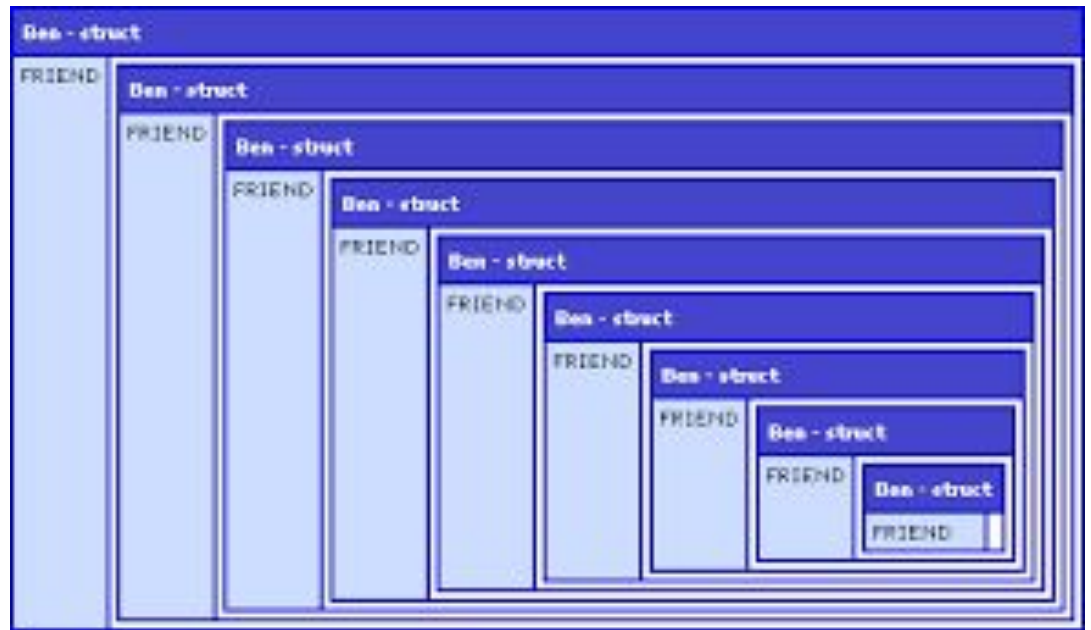 Ben - struct
FRIEND
Ben - struct
FRIEND
Ben - struct
FRIEND
Ben - struct
FRIEND
Ben - struct
FRIEND
Ben - struct
FRIEND
Ben - struct
FRIEND
Ben - struct
FRIEND
Ben - struct
FRIEND